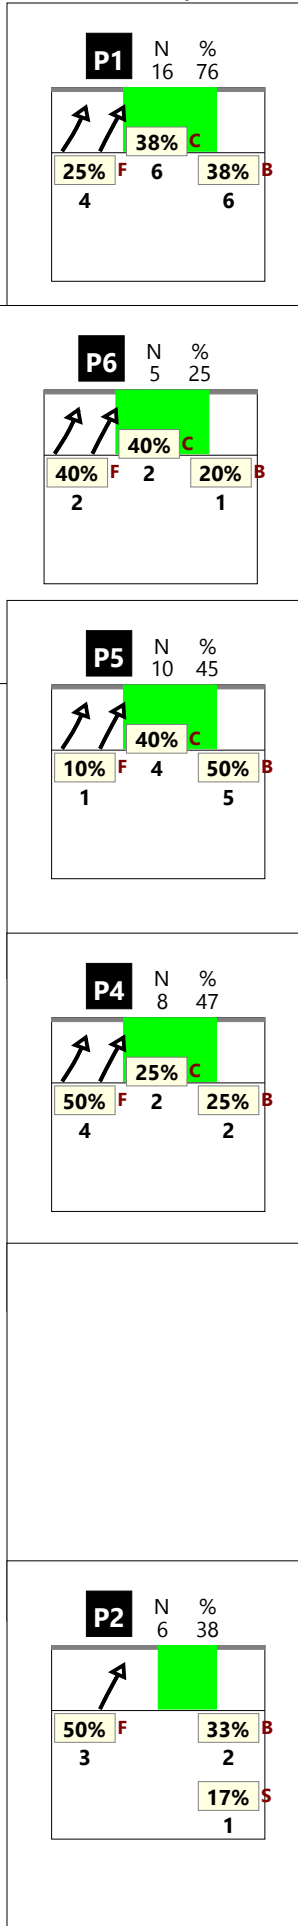 P1 N %
16 76
38% C
25% F 6 38% B
4 6
P6 N %
5 25
40% C
40% F 2 20% B
2 1
P5 N %
10 45
40% C
10% F 4 50% B
1 5
P4 N %
8 47
25% C
50% F 2 25% B
4 2
P2 N %
6 38
50% F 33% B
3 2
17% S
1